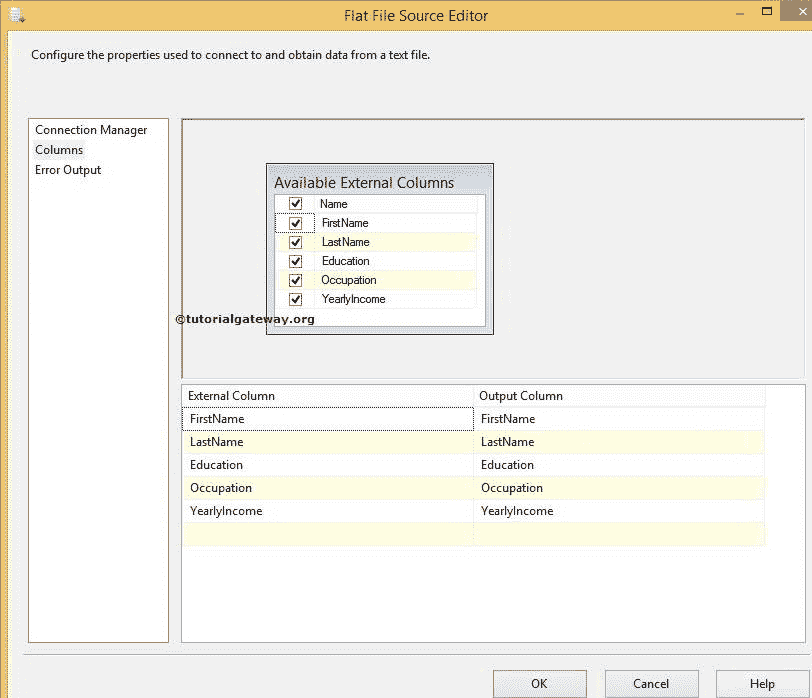 Flat File Source Editor
Configure the properties used to connect to and obtain data from a text file.
Connection Manager
Columns
Error Output
Available External Columns
Name
FirstName
LastName
Education
Occupation
YearlyIncome
©tutorialgateway.org
External Column Output Column
FirstName FirstName
LastName LastName
Education Education
Occupation Occupation
YearlyIncome YearlyIncome
OK Cancel Help